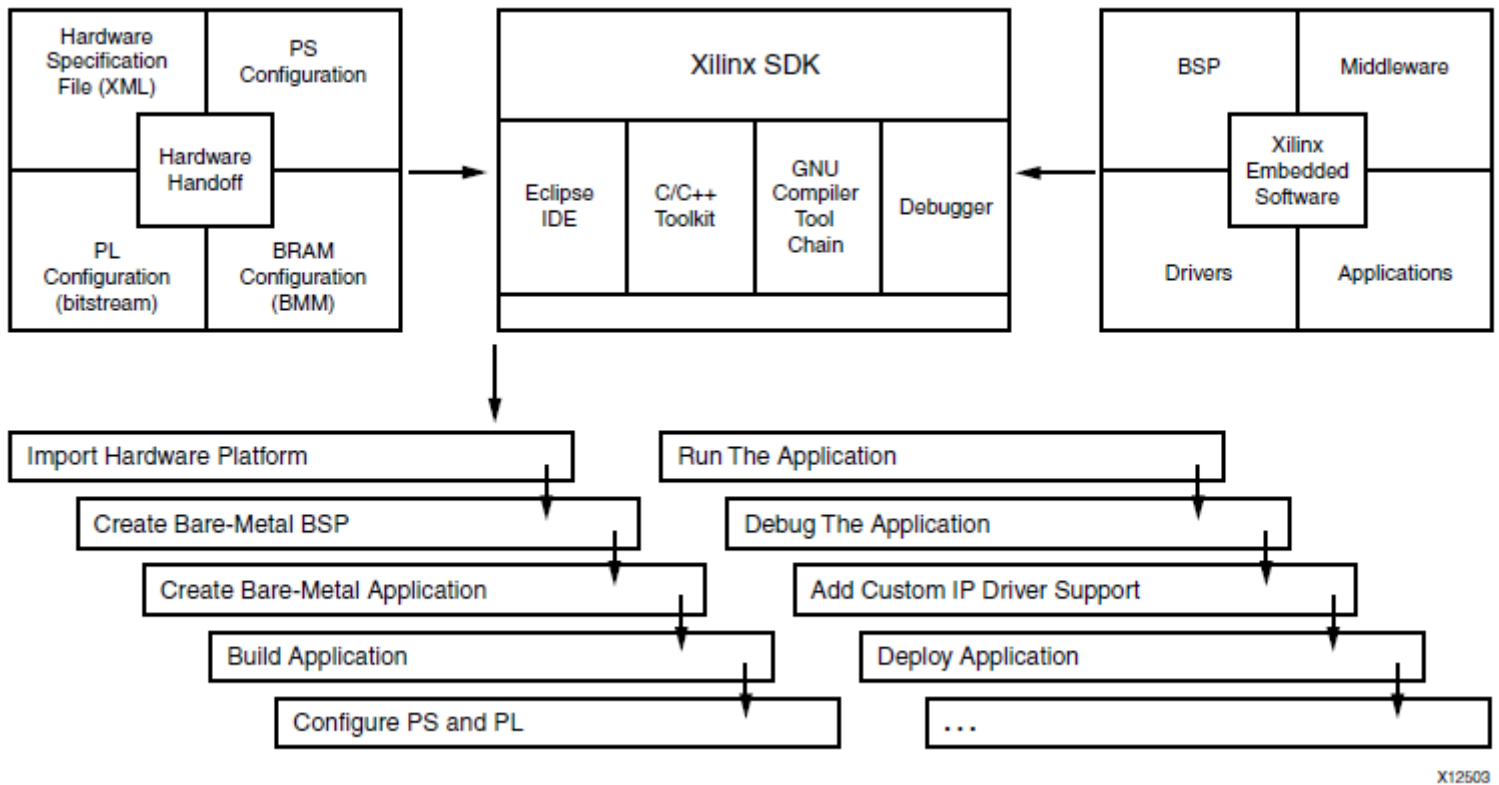 Hardware
Specification
File (XML)
PS
Configuration
Hardware
Handoff
PL
Configuration
(bitstream)
BRAM
Configuration
(BMM)
Xilinx SDK
Eclipse
IDE
C/C++
Toolkit
GNU
Compiler
Tool
Chain
Debugger
BSP
Middleware
Xilinx
Embedded
Software
Drivers
Applications
Import Hardware Platform
Create Bare-Metal BSP
Create Bare-Metal Application
Build Application
Configure PS and PL
Run The Application
Debug The Application
Add Custom IP Driver Support
Deploy Application
...
X12503